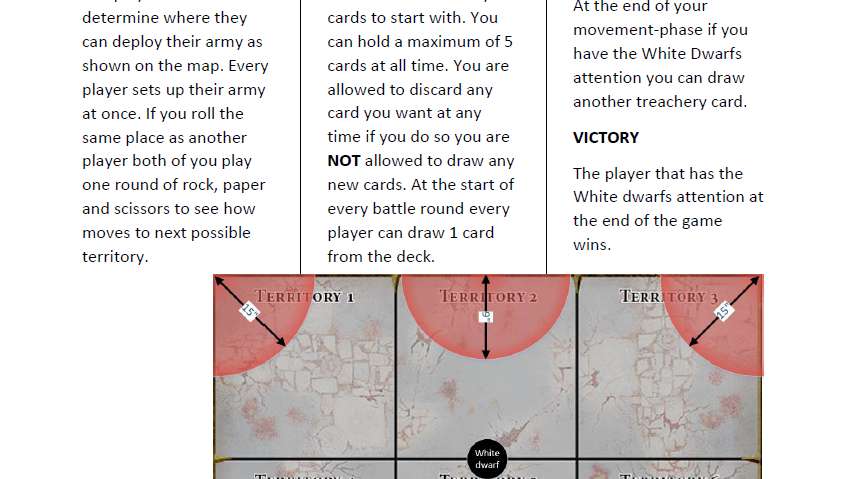 determine where they
can deploy their army as
shown on the map. Every
player sets up their army
at once. If you roll the
same place as another
player both of you play
one round of rock, paper
and scissors to see how
moves to next possible
territory.
cards to start with. You
can hold a maximum of 5
cards at all time. You are
allowed to discard any
card you want at any
time if you do so you are
NOT allowed to draw any
new cards. At the start of
every battle round every
player can draw 1 card
from the deck.
At the end of your
movement-phase if you
have the White Dwarfs
attention you can draw
another treachery card.
VICTORY
The player that has the
White dwarfs attention at
the end of the game
wins.
TERRITORY 1
TERRITORY 2
TERRITORY 3
15"
9"
15"
White
dwarf